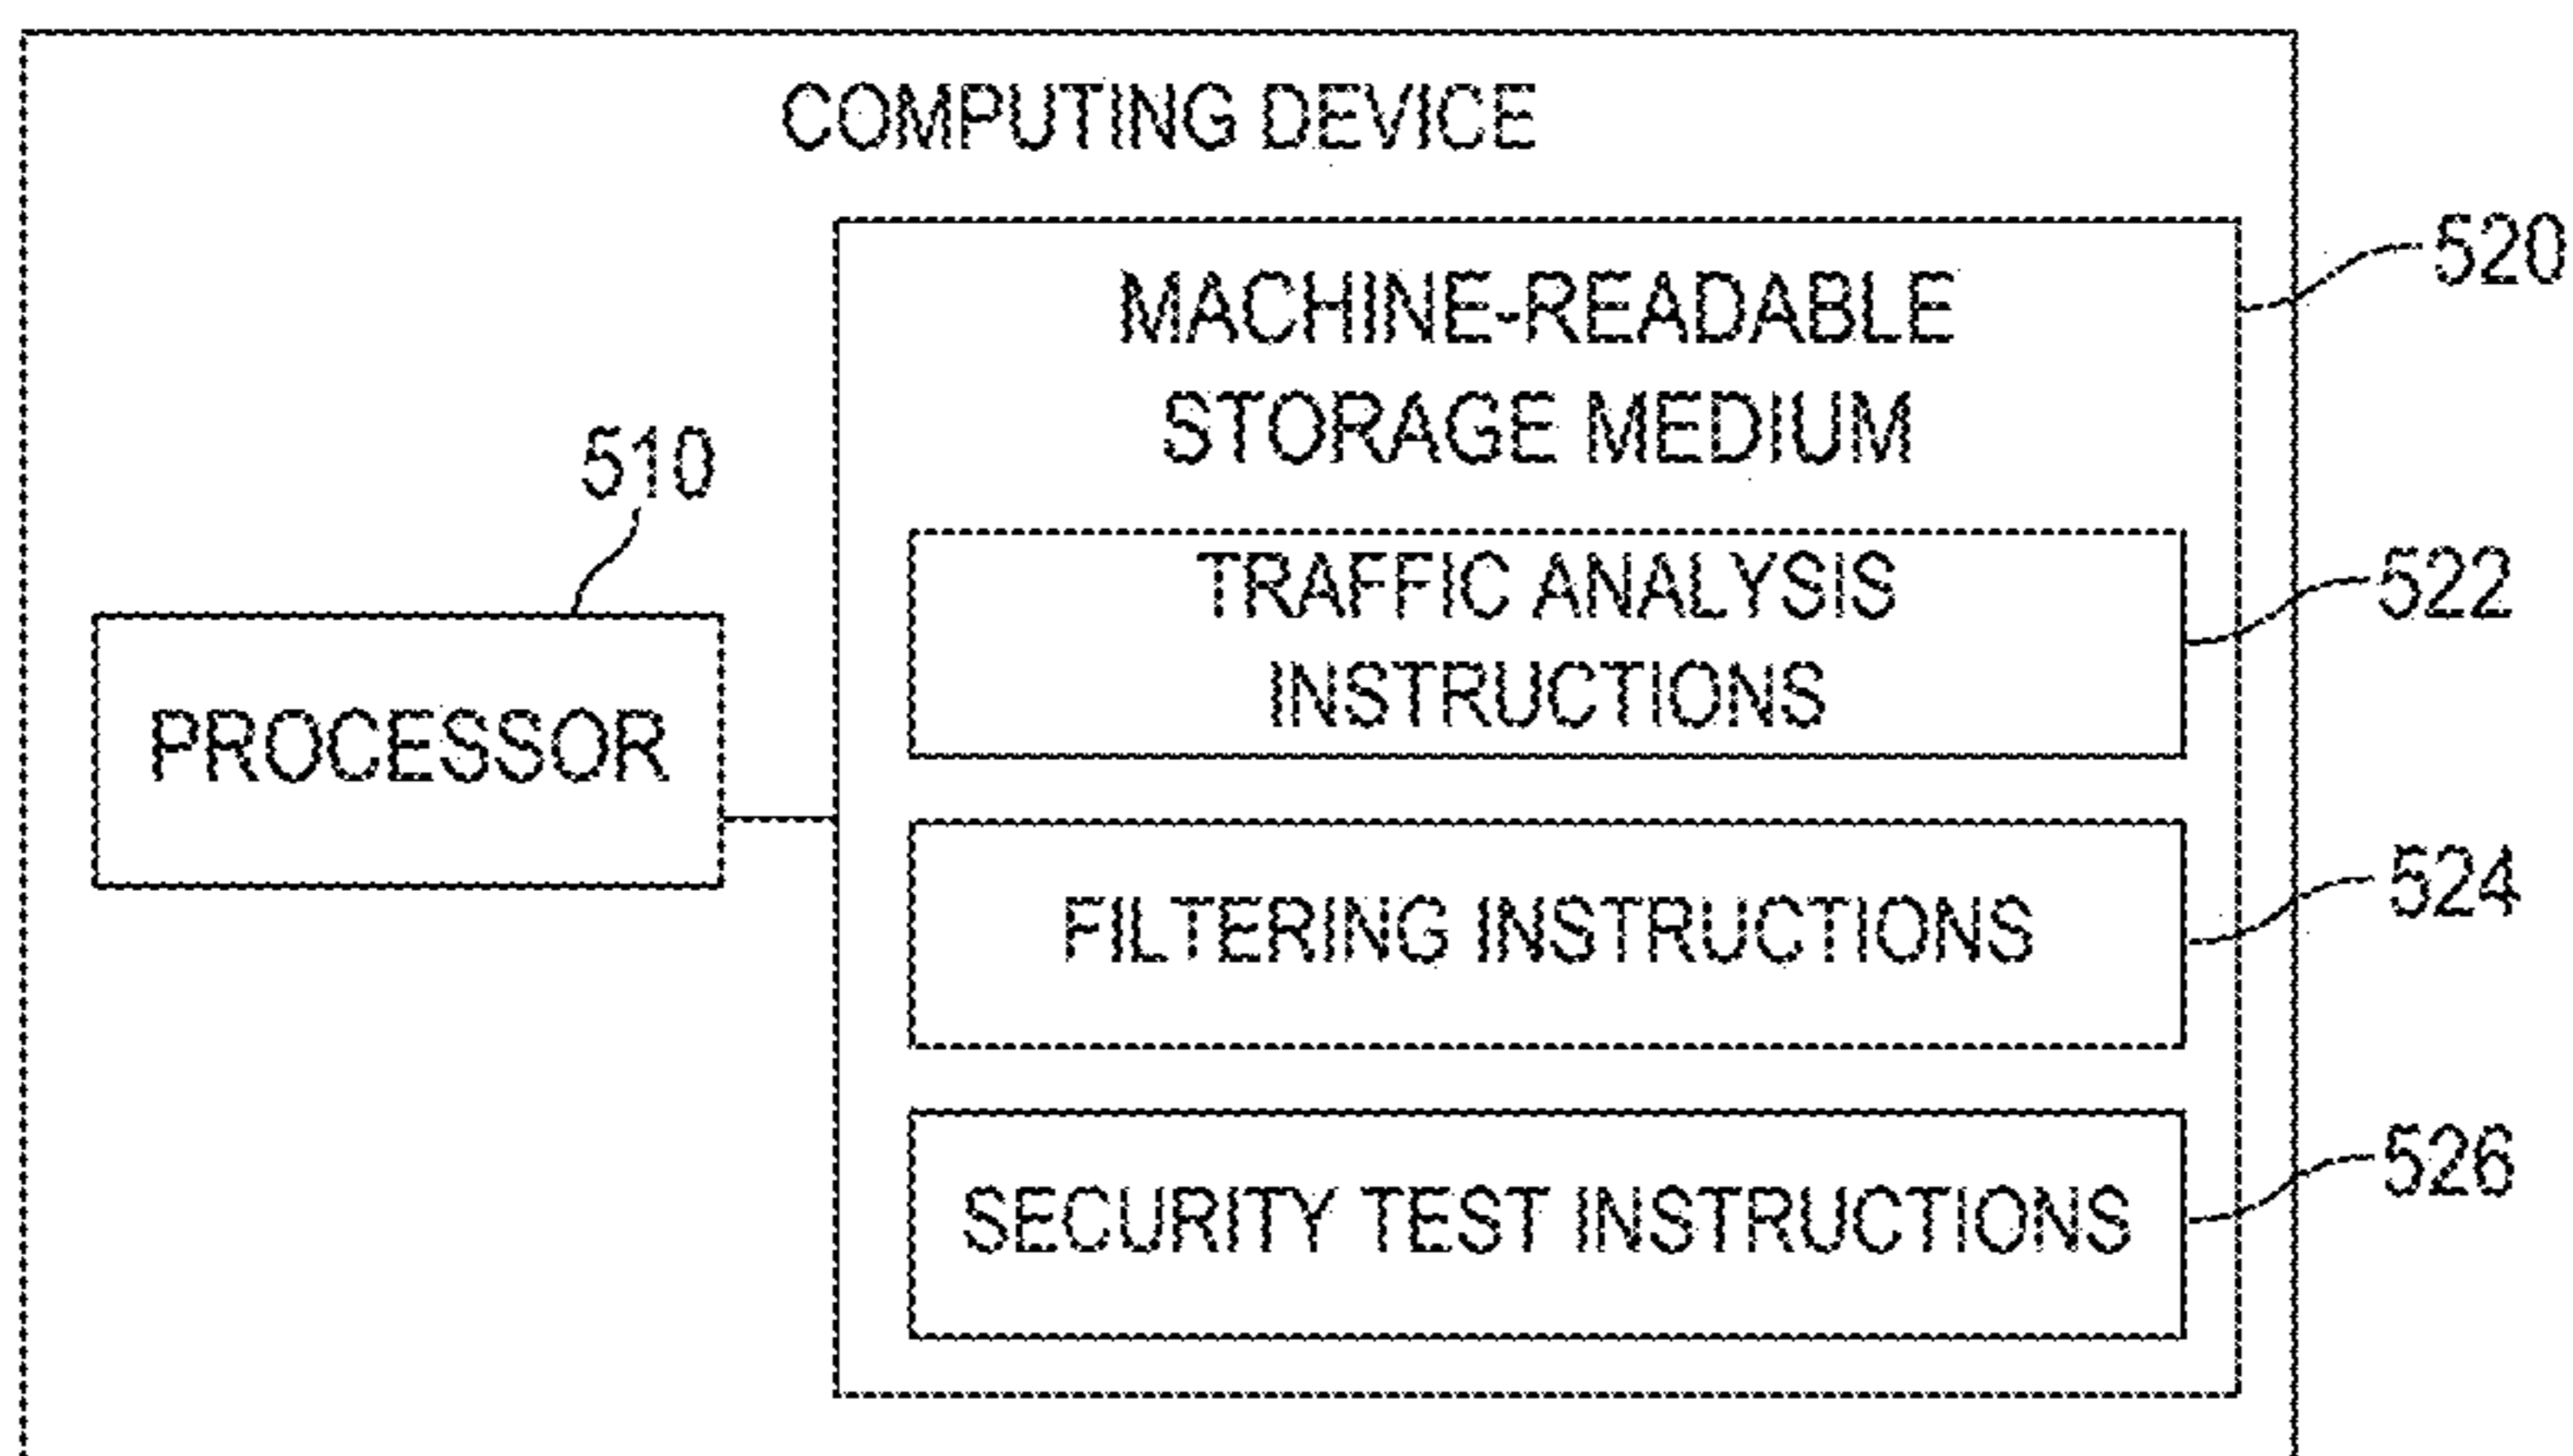 COMPUTING DEVICE
520
MACHINE-READABLE
STORAGE MEDIUM
510
522
TRAFFIC ANALYSIS
INSTRUCTIONS
PROCESSOR
524
FILTERING INSTRUCTIONS
526
SECURITY TEST INSTRUCTIONS